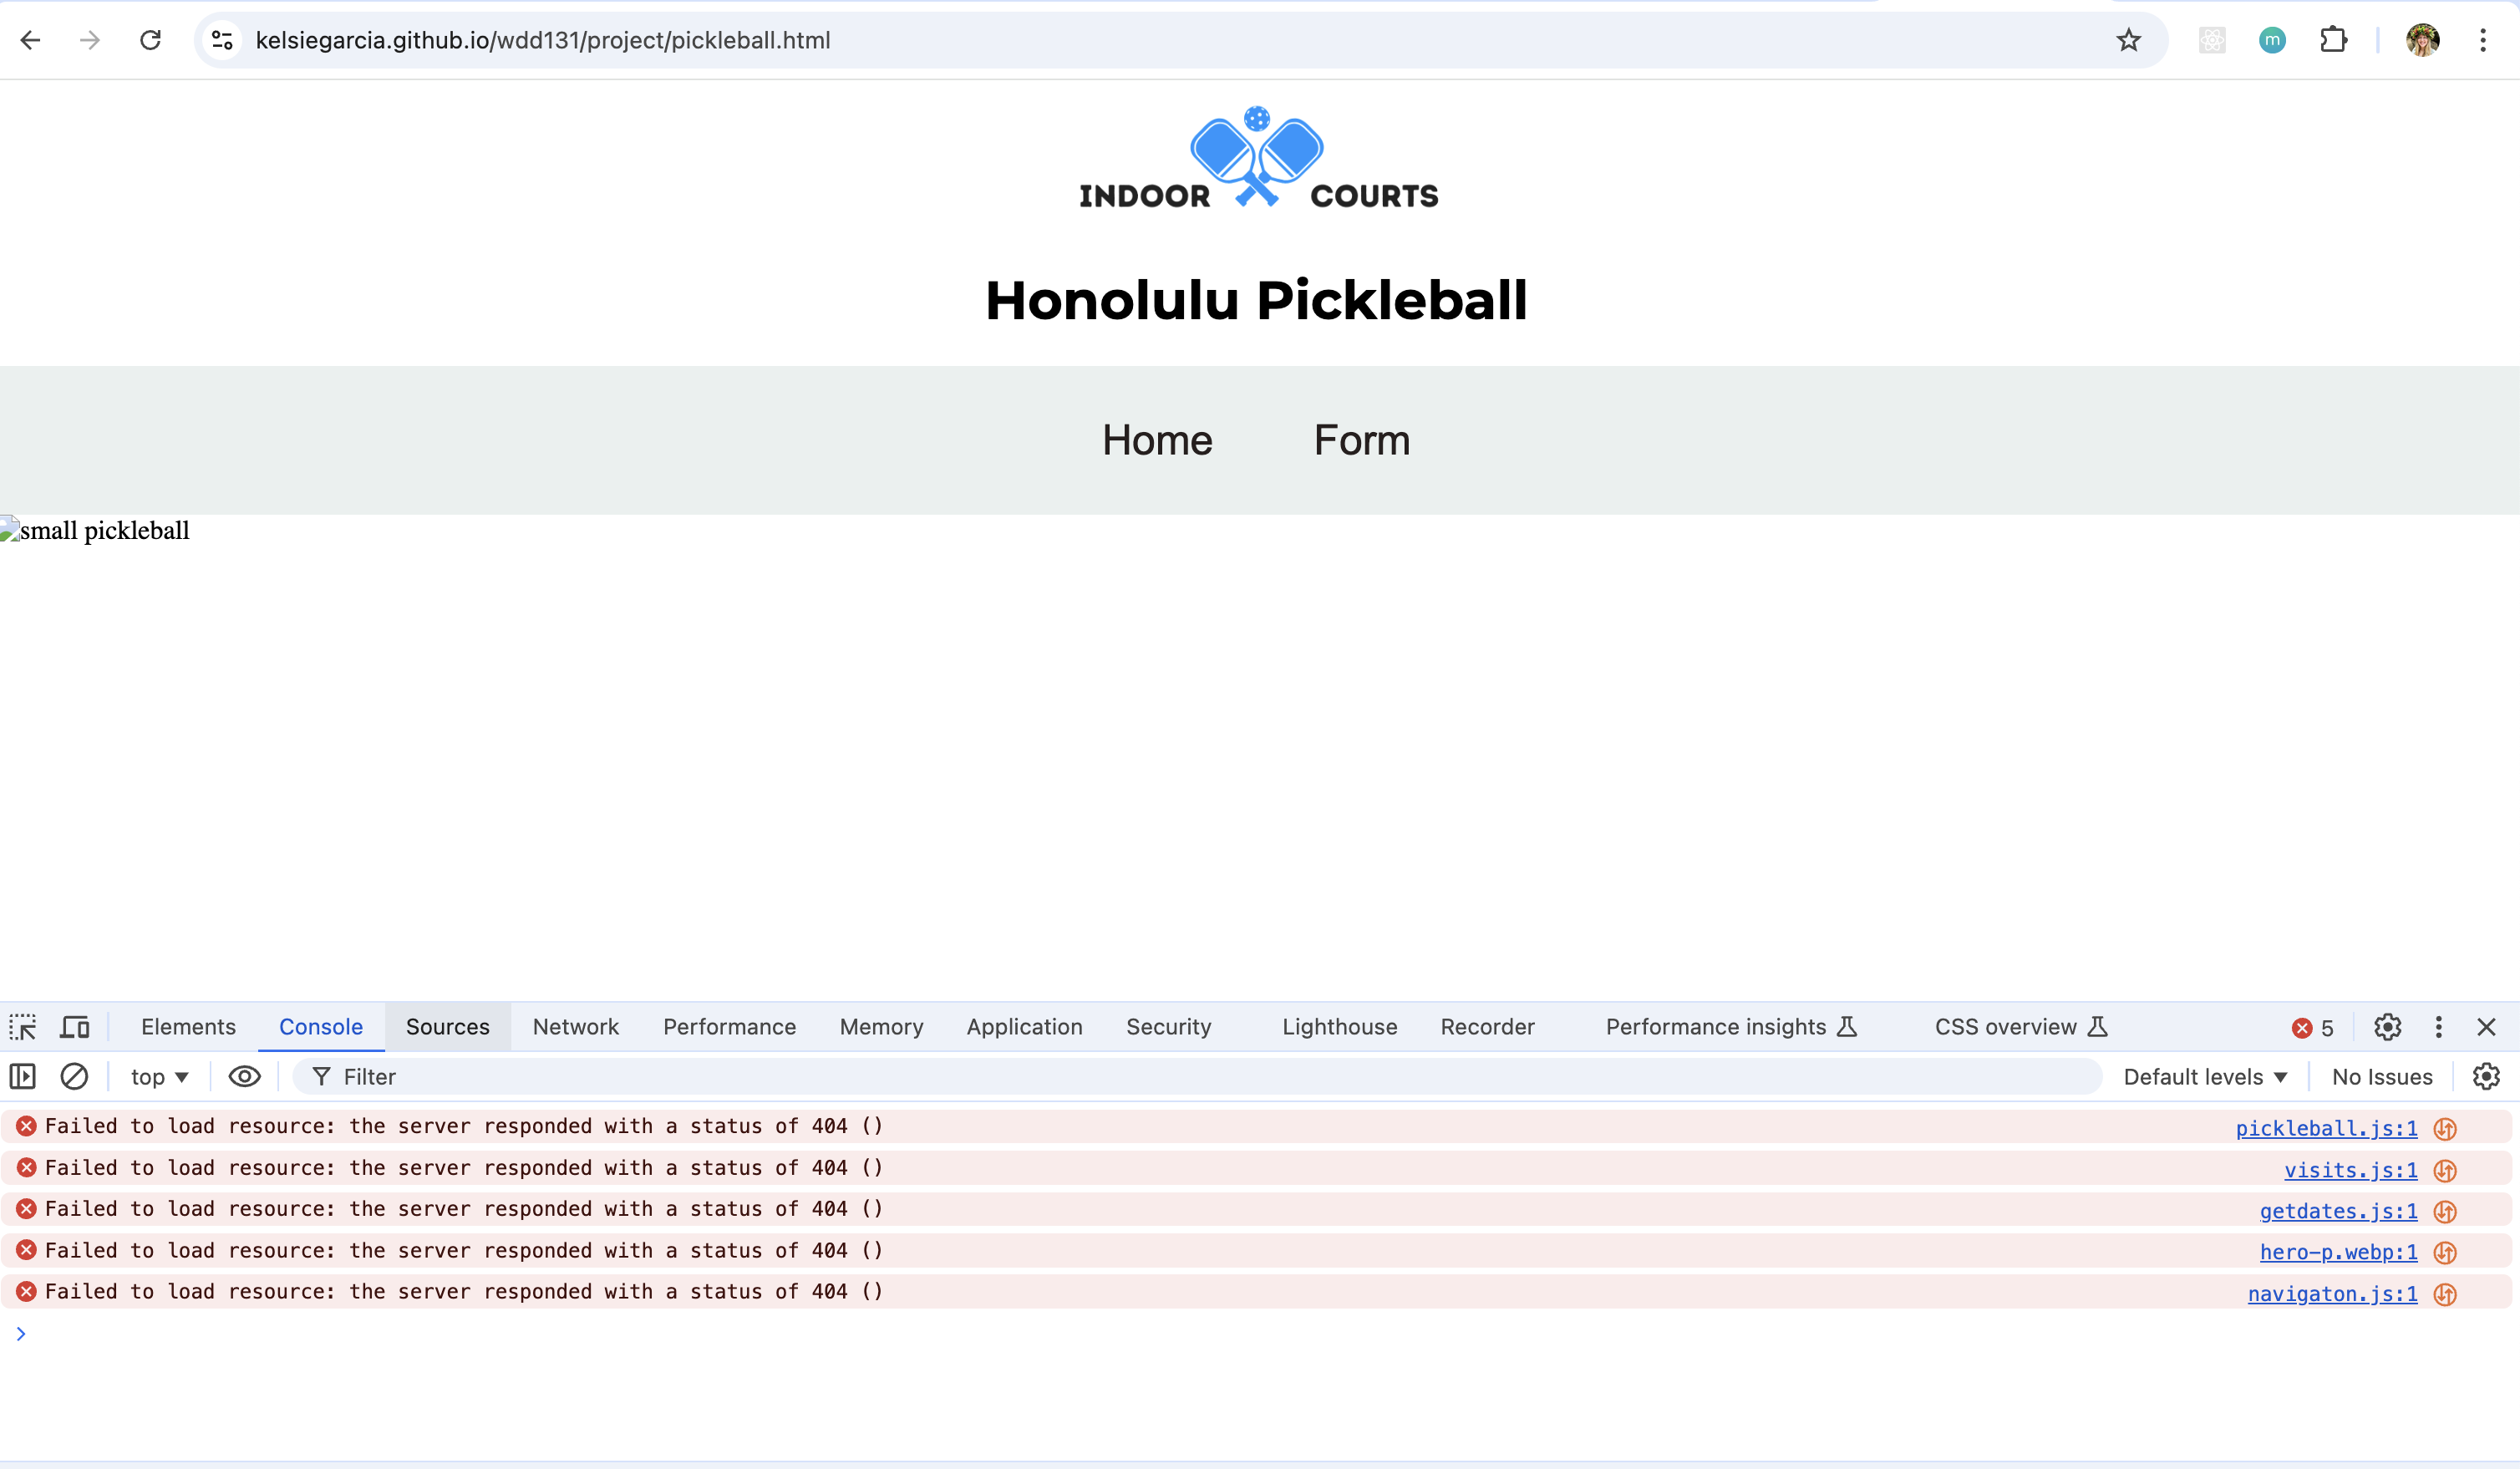 kelsiegarcia.github.io/wdd131/project/pickleball.html
m
INDOOR COURTS
Honolulu Pickleball
Home Form
small pickleball
Elements Console Sources Network Performance Memory Application Security Lighthouse Recorder Performance insights CSS overview 5
top Filter Default levels No Issues
Failed to load resource: the server responded with a status of 404 () pickleball.js:1
Failed to load resource: the server responded with a status of 404 () visits.js:1
Failed to load resource: the server responded with a status of 404 () getdates.js:1
Failed to load resource: the server responded with a status of 404 () hero-p.webp:1
Failed to load resource: the server responded with a status of 404 () navigaton.js:1